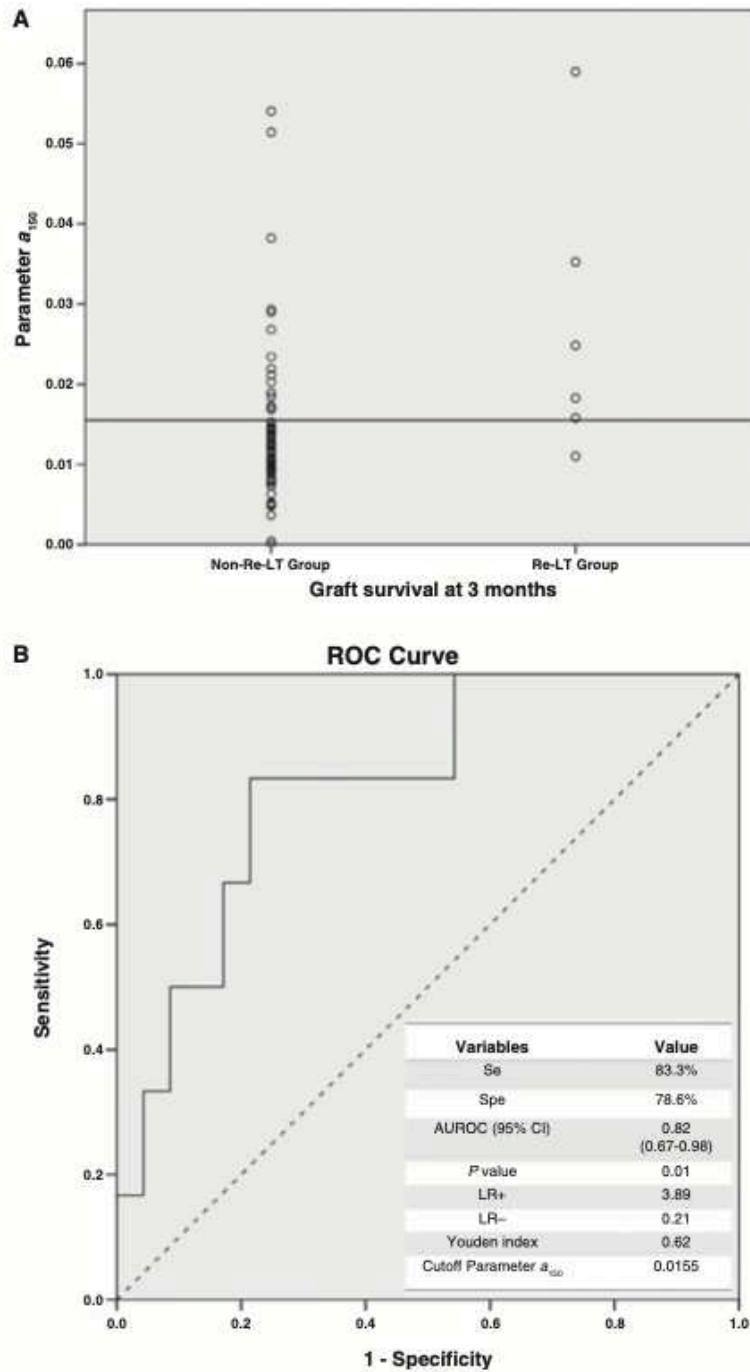 A
0.06
0.05
0.04
0.03
0.02
0.01
0.00
Parameter a₁₅₀
Non-Re-LT Group Re-LT Group
Graft survival at 3 months
B
ROC Curve
1.0
0.8
0.6
0.4
0.2
0.0
Sensitivity
Variables Value
Se 83.3%
Spe 78.6%
AUROC (95% CI) 0.82
(0.67-0.98)
P value 0.01
LR+ 3.89
LR− 0.21
Youden index 0.62
Cutoff Parameter a₁₅₀ 0.0155
0.0 0.2 0.4 0.6 0.8 1.0
1 - Specificity